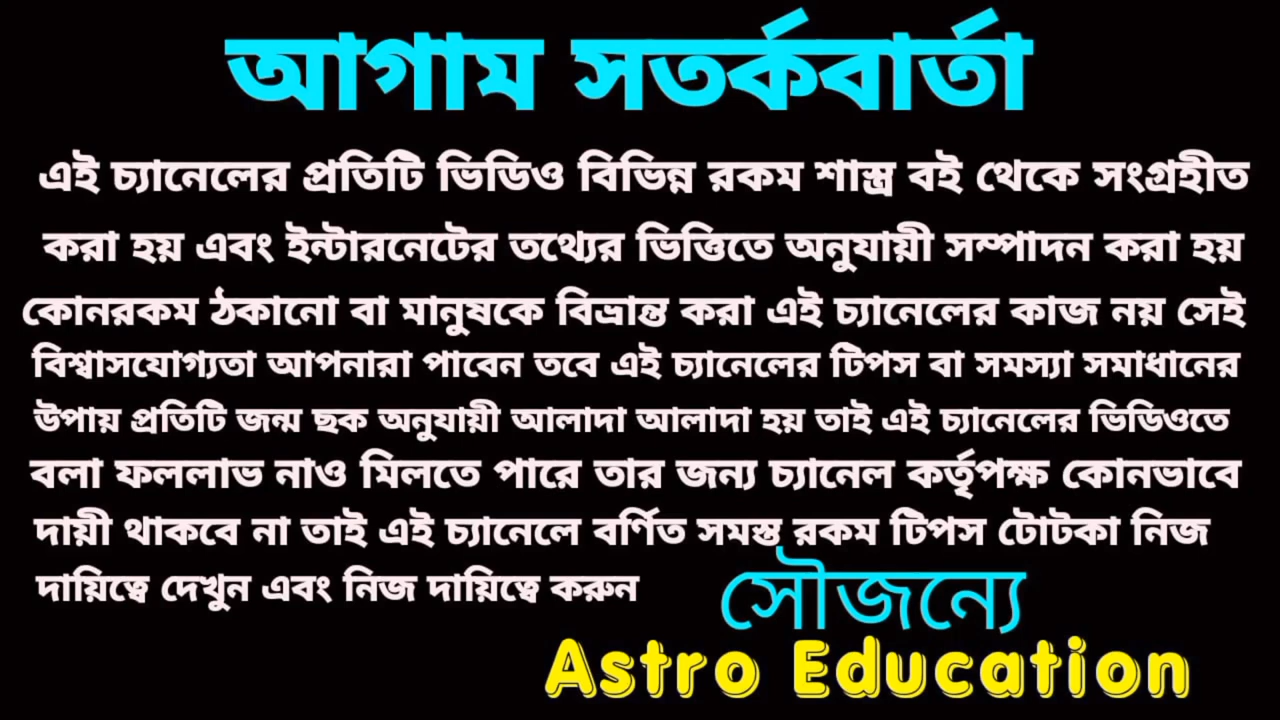 আগাম সতর্কবার্তা
এই চ্যানেলের প্রতিটি ভিডিও বিভিন্ন রকম শাস্ত্র বই থেকে সংগ্রহীত
করা হয় এবং ইন্টারনেটের তথ্যের ভিত্তিতে অনুযায়ী সম্পাদন করা হয়
কোনরকম ঠকানো বা মানুষকে বিভ্রান্ত করা এই চ্যানেলের কাজ নয় সেই
বিশ্বাসযোগ্যতা আপনারা পাবেন তবে এই চ্যানেলের টিপস বা সমস্যা সমাধানের
উপায় প্রতিটি জন্ম ছক অনুযায়ী আলাদা আলাদা হয় তাই এই চ্যানেলের ভিডিওতে
বলা ফললাভ নাও মিলতে পারে তার জন্য চ্যানেল কর্তৃপক্ষ কোনভাবে
দায়ী থাকবে না তাই এই চ্যানেলে বর্ণিত সমস্ত রকম টিপস টোটকা নিজ
দায়িত্বে দেখুন এবং নিজ দায়িত্বে করুন
সৌজন্যে
Astro Education